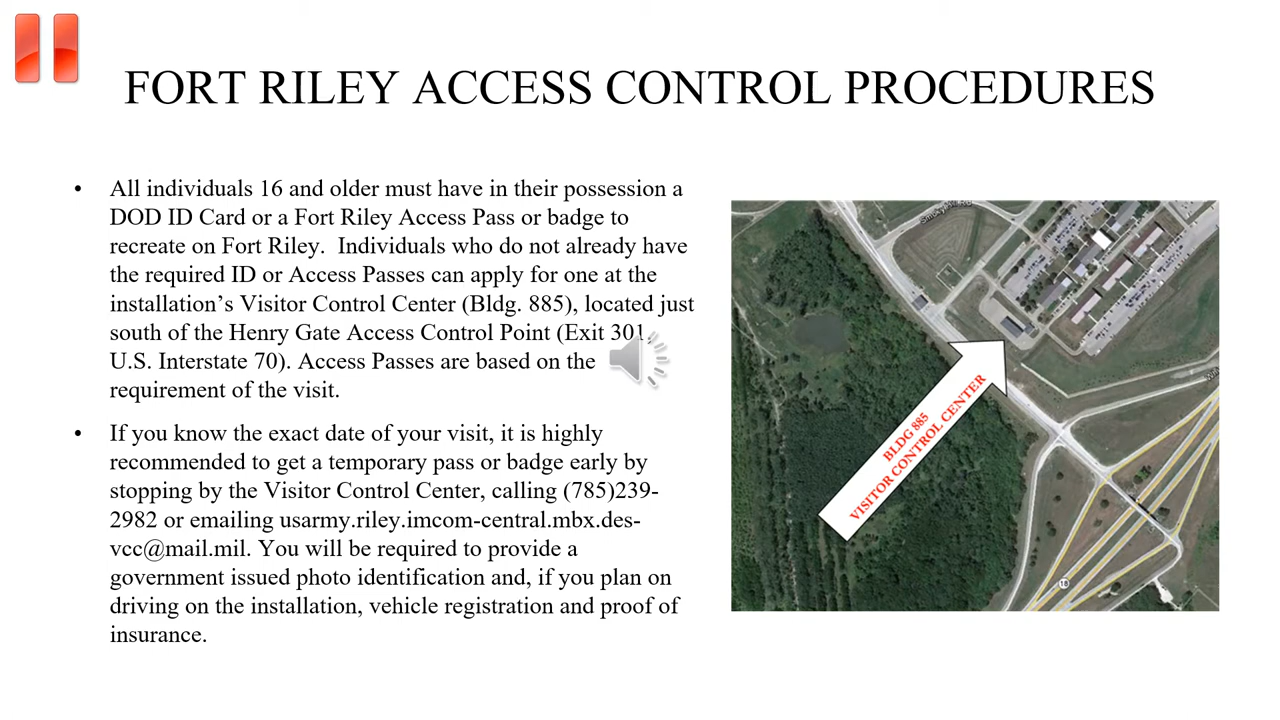 FORT RILEY ACCESS CONTROL PROCEDURES
• All individuals 16 and older must have in their possession a
DOD ID Card or a Fort Riley Access Pass or badge to
recreate on Fort Riley.  Individuals who do not already have
the required ID or Access Passes can apply for one at the
installation’s Visitor Control Center (Bldg. 885), located just
south of the Henry Gate Access Control Point (Exit 301,
U.S. Interstate 70). Access Passes are based on the
requirement of the visit.
• If you know the exact date of your visit, it is highly
recommended to get a temporary pass or badge early by
stopping by the Visitor Control Center, calling (785)239-
2982 or emailing usarmy.riley.imcom-central.mbx.des-
vcc@mail.mil. You will be required to provide a
government issued photo identification and, if you plan on
driving on the installation, vehicle registration and proof of
insurance.
BLDG 885
VISITOR CONTROL CENTER
18